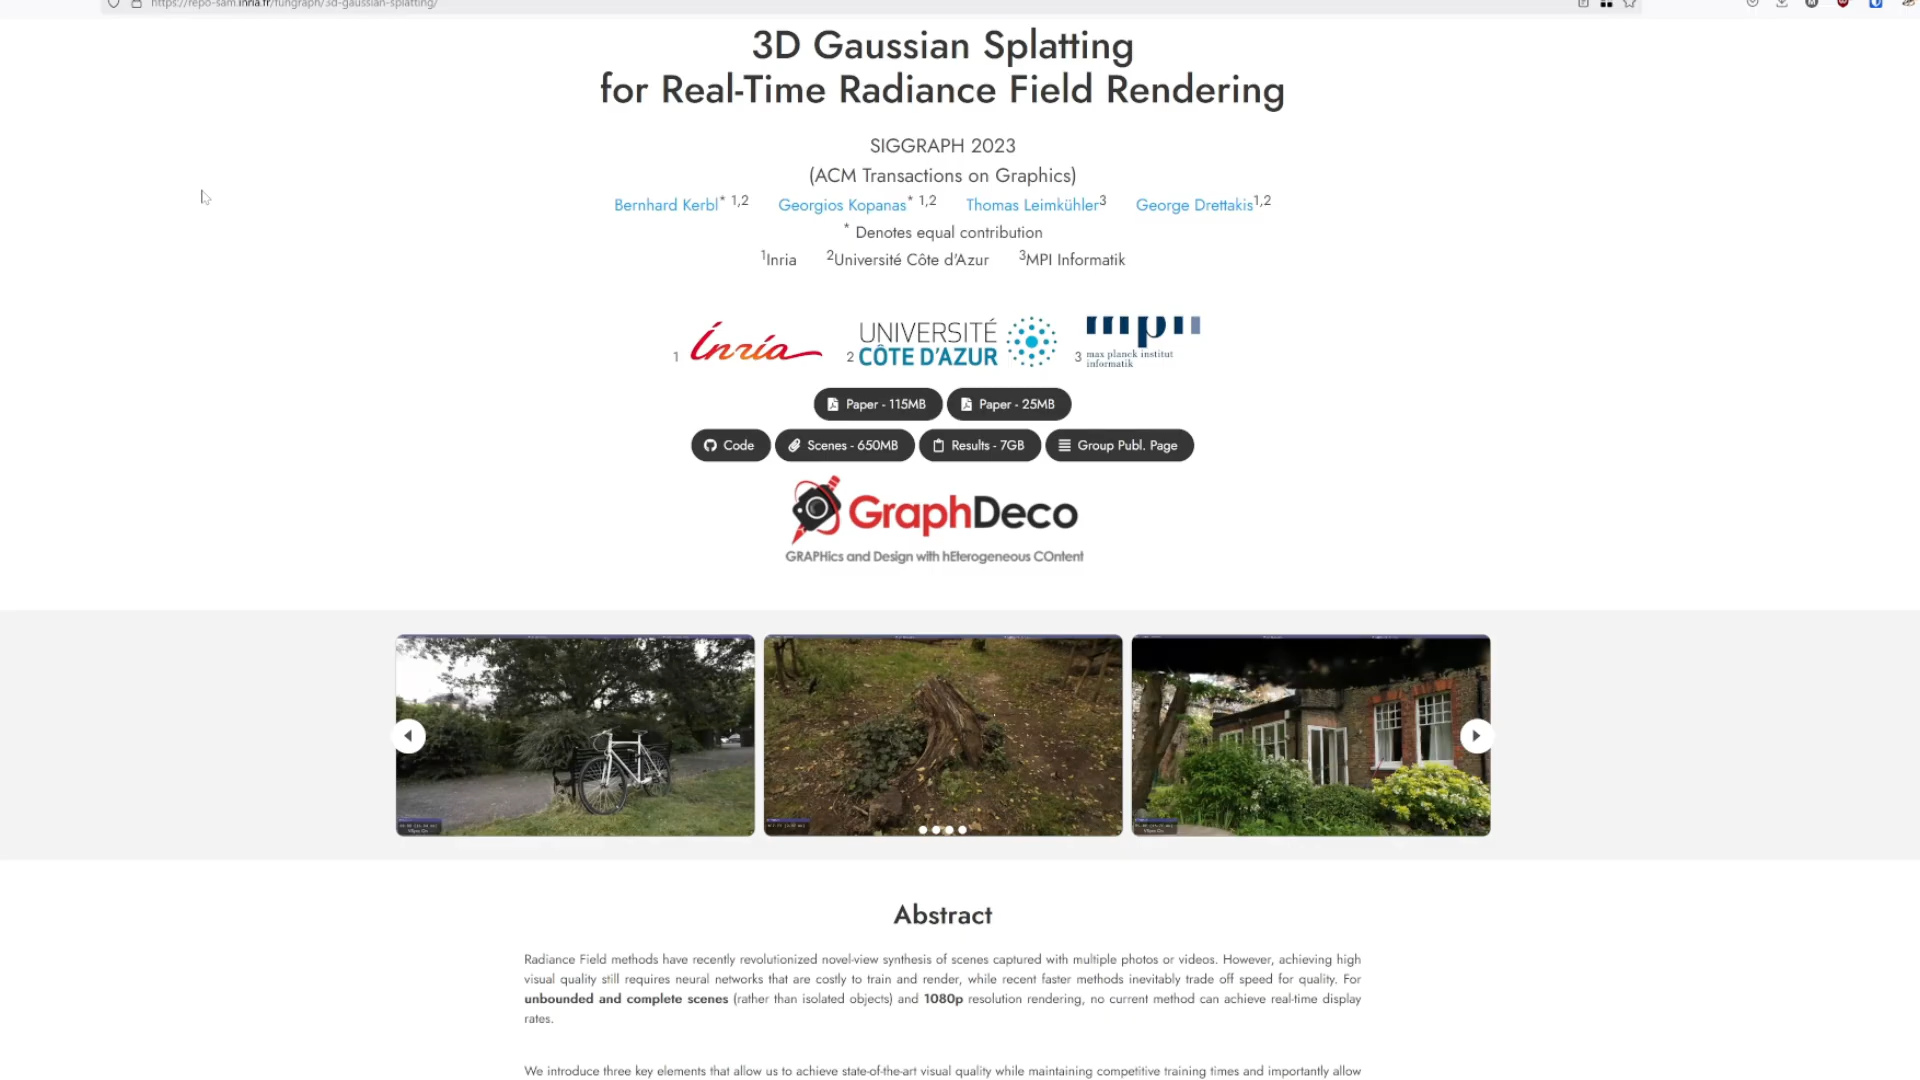 https://repo-sam.inria.fr/fungraph/3d-gaussian-splatting/
3D Gaussian Splatting
for Real-Time Radiance Field Rendering
SIGGRAPH 2023
(ACM Transactions on Graphics)
Bernhard Kerbl* 1,2 Georgios Kopanas* 1,2 Thomas Leimkühler3 George Drettakis1,2
* Denotes equal contribution
1Inria 2Université Côte d'Azur 3MPI Informatik
1 Inria 2 UNIVERSITÉ CÔTE D'AZUR 3 mpi max planck institut informatik
Paper - 115MB Paper - 25MB
Code Scenes - 650MB Results - 7GB Group Publ. Page
GraphDeco
GRAPHics and Design with hEterogeneous COntent
Abstract
Radiance Field methods have recently revolutionized novel-view synthesis of scenes captured with multiple photos or videos. However, achieving high
visual quality still requires neural networks that are costly to train and render, while recent faster methods inevitably trade off speed for quality. For
unbounded and complete scenes (rather than isolated objects) and 1080p resolution rendering, no current method can achieve real-time display
rates.
We introduce three key elements that allow us to achieve state-of-the-art visual quality while maintaining competitive training times and importantly allow